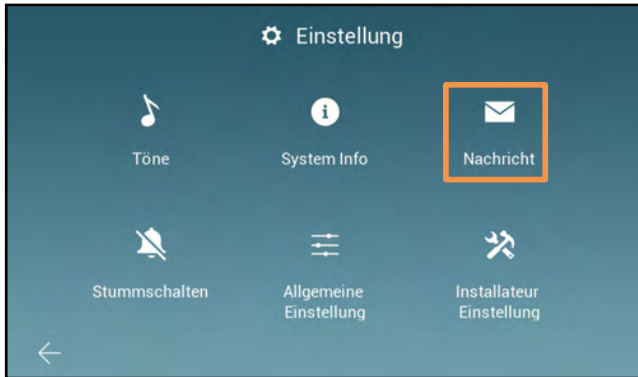 Einstellung
Töne
System Info
Nachricht
Stummschalten
Allgemeine
Einstellung
Installateur
Einstellung